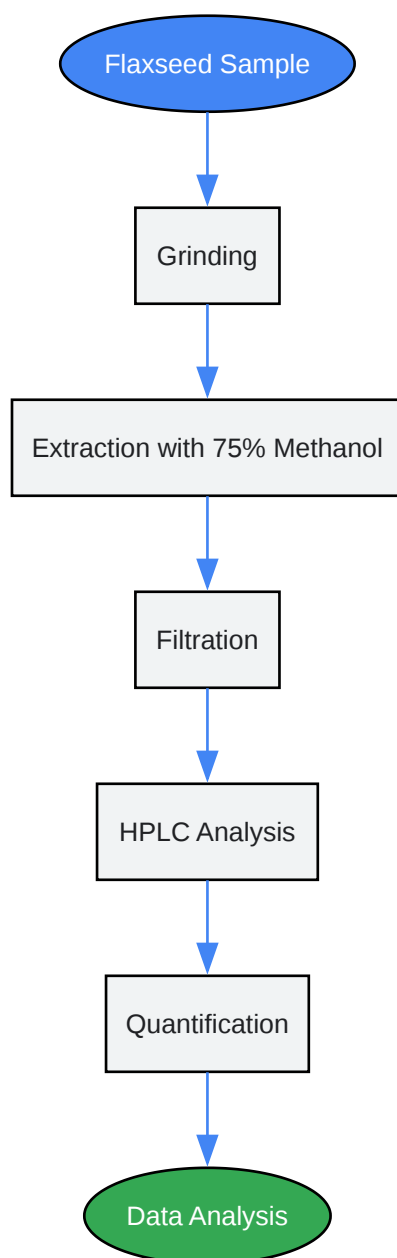 Flaxseed Sample
Grinding
Extraction with 75% Methanol
Filtration
HPLC Analysis
Quantification
Data Analysis